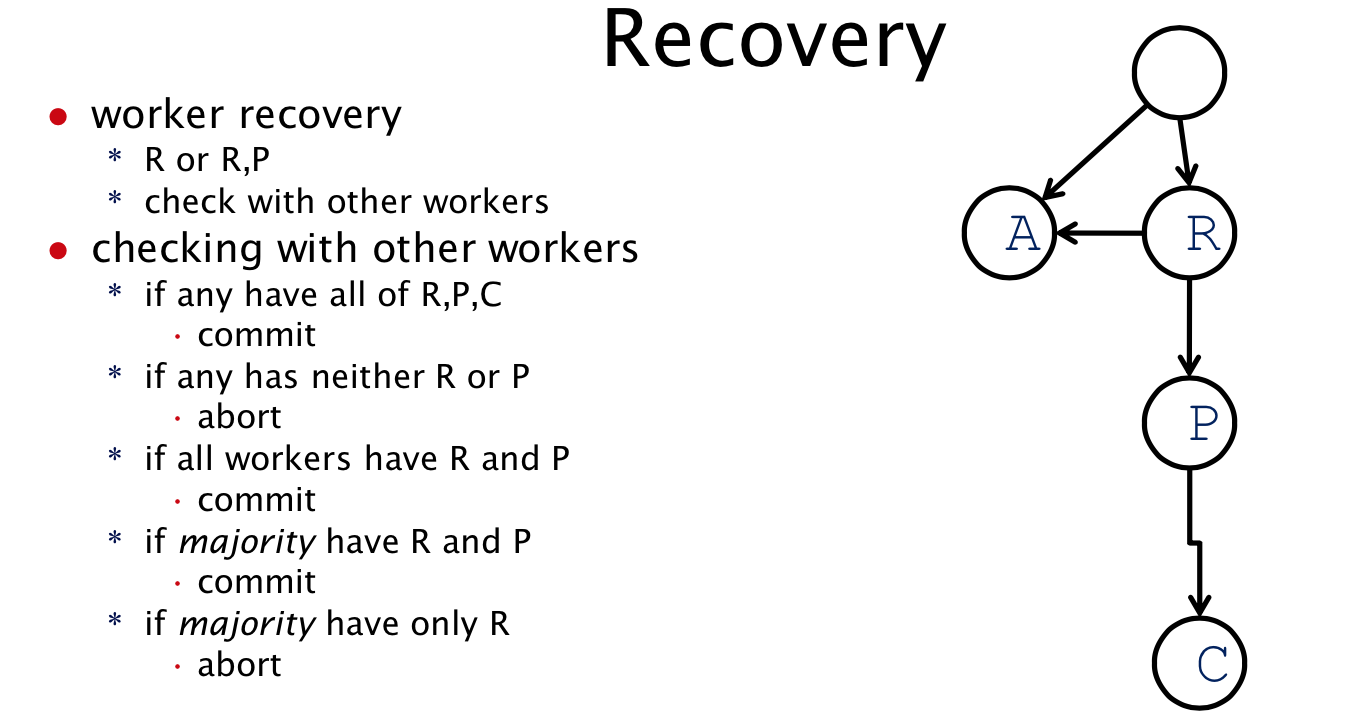 Recovery
• worker recovery
* R or R,P
* check with other workers
• checking with other workers
* if any have all of R,P,C
· commit
* if any has neither R or P
· abort
* if all workers have R and P
· commit
* if majority have R and P
· commit
* if majority have only R
· abort
A
R
P
C